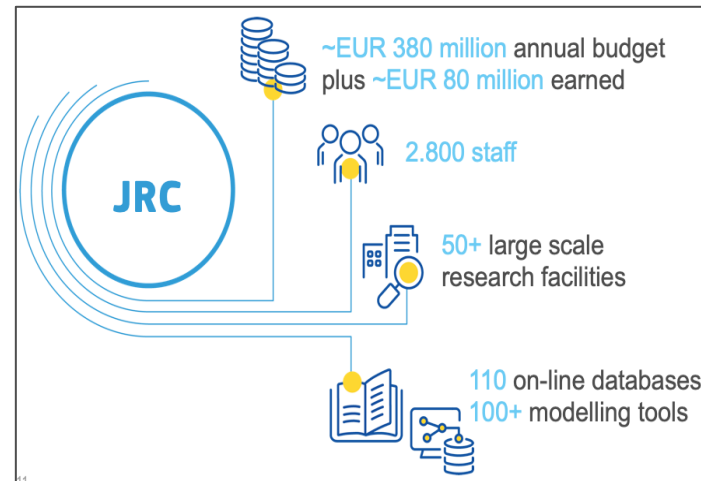 ~EUR 380 million annual budget
plus ~EUR 80 million earned
2.800 staff
JRC
50+ large scale
research facilities
110 on-line databases
100+ modelling tools
11